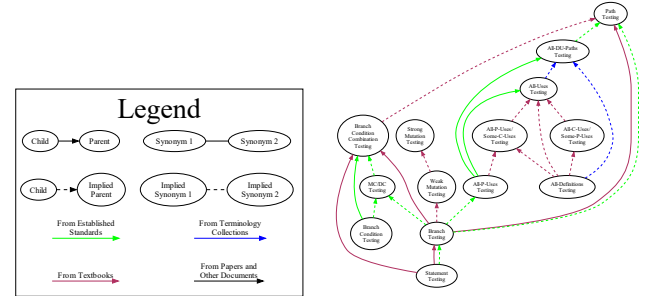 Legend
Child
Parent
Synonym 1
Synonym 2
Child
Implied
Parent
Implied
Synonym 1
Implied
Synonym 2
From Established
Standards
From Terminology
Collections
From Textbooks
From Papers and
Other Documents
Path
Testing
All-DU-Paths
Testing
All-Uses
Testing
Branch
Condition
Combination
Testing
Strong
Mutation
Testing
All-P-Uses/
Some-C-Uses
Testing
All-C-Uses/
Some-P-Uses
Testing
MC/DC
Testing
Weak
Mutation
Testing
All-P-Uses
Testing
All-Definitions
Testing
Branch
Condition
Testing
Branch
Testing
Statement
Testing